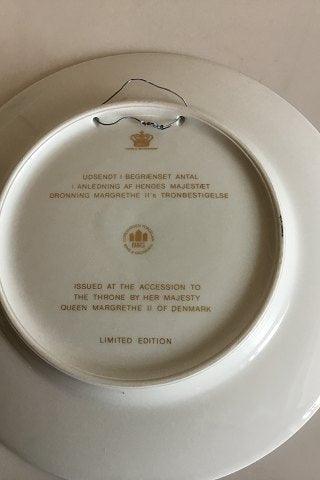 UDSENDT I BEGRÆNSET ANTAL
I ANLEDNING AF HENDES MAJESTÆT
DRONNING MARGRETHE II's TRONBESTIGELSE
B&G
ISSUED AT THE ACCESSION TO
THE THRONE BY HER MAJESTY
QUEEN MARGRETHE II OF DENMARK
LIMITED EDITION